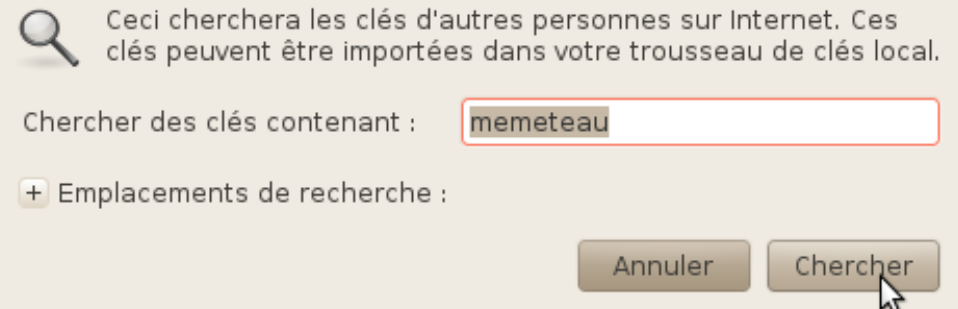 Ceci cherchera les clés d'autres personnes sur Internet. Ces
clés peuvent être importées dans votre trousseau de clés local.
Chercher des clés contenant : memeteau
+ Emplacements de recherche :
Annuler Chercher